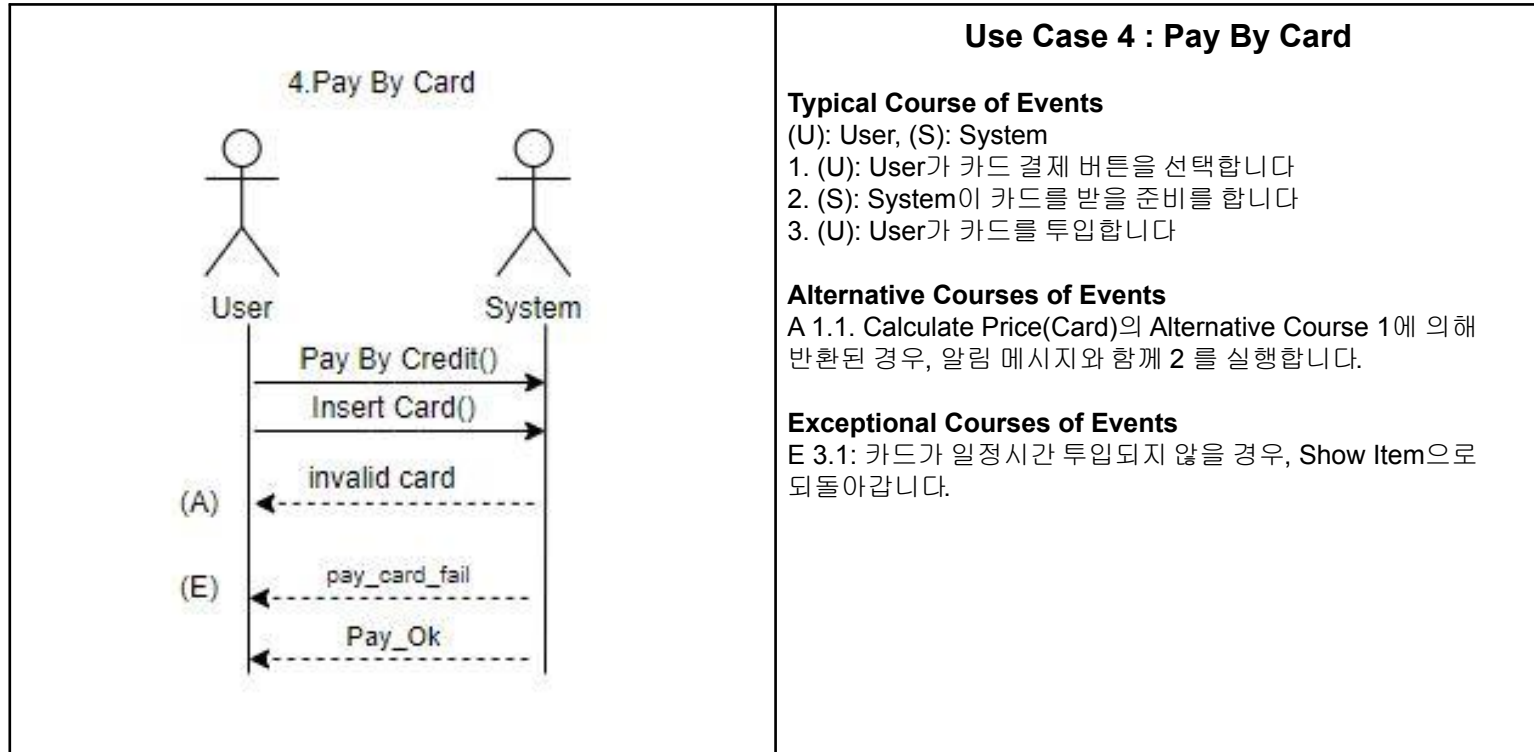 4.Pay By Card
User
System
Pay By Credit()
Insert Card()
invalid card
(A)
pay_card_fail
(E)
Pay_Ok
Use Case 4 : Pay By Card
Typical Course of Events
(U): User, (S): System
1. (U): User가 카드 결제 버튼을 선택합니다
2. (S): System이 카드를 받을 준비를 합니다
3. (U): User가 카드를 투입합니다
Alternative Courses of Events
A 1.1. Calculate Price(Card)의 Alternative Course 1에 의해
반환된 경우, 알림 메시지와 함께 2 를 실행합니다.
Exceptional Courses of Events
E 3.1: 카드가 일정시간 투입되지 않을 경우, Show Item으로
되돌아갑니다.